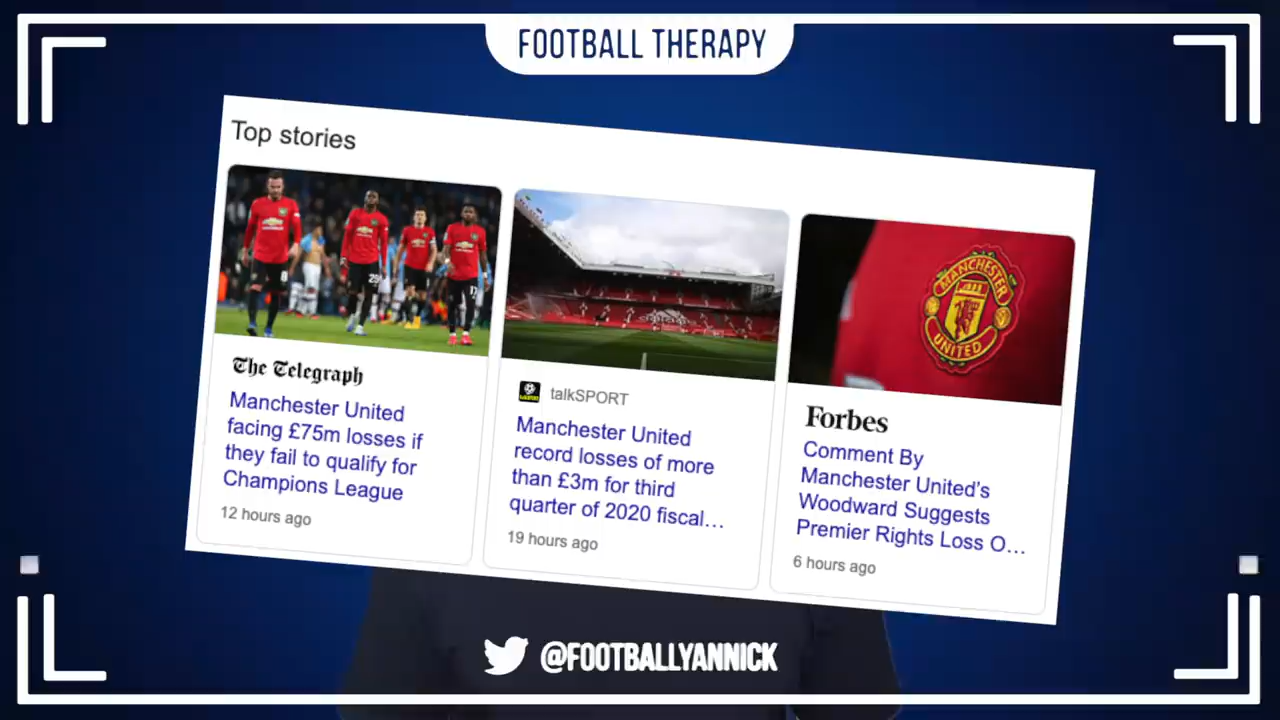 FOOTBALL THERAPY
Top stories
The Telegraph
Manchester United
facing £75m losses if
they fail to qualify for
Champions League
12 hours ago
talkSPORT
Manchester United
record losses of more
than £3m for third
quarter of 2020 fiscal...
19 hours ago
MANCHESTER
UNITED
Forbes
Comment By
Manchester United's
Woodward Suggests
Premier Rights Loss O...
6 hours ago
@FOOTBALLYANNICK